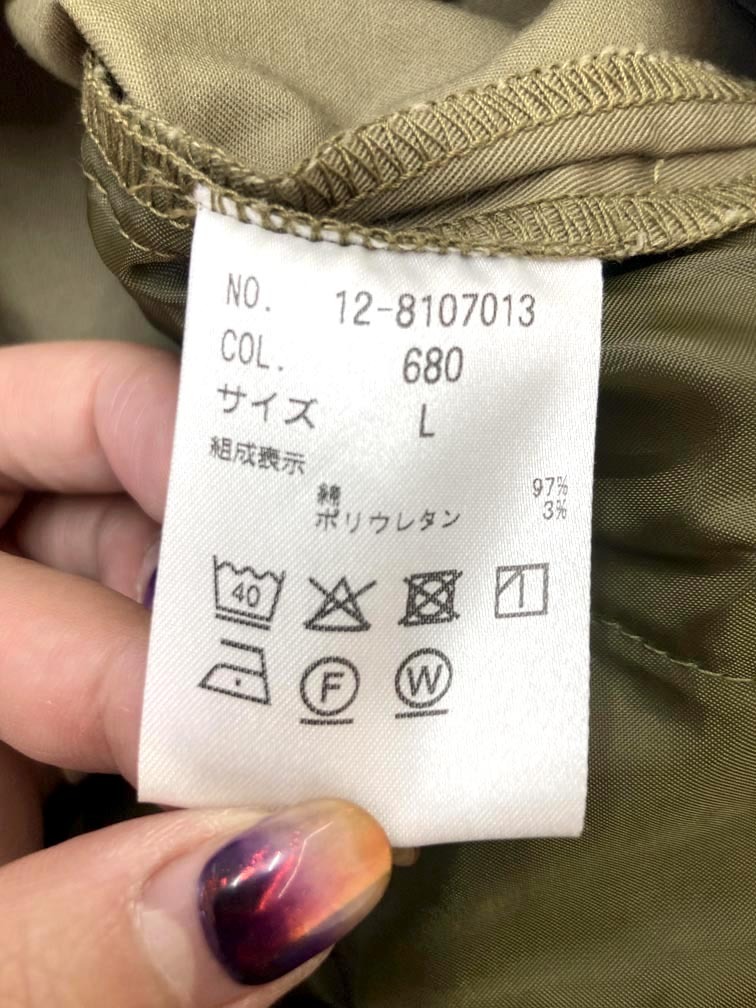 NO. 12-8107013
COL. 680
サイズ L
組成表示
綿 97%
ポリウレタン 3%
40
F W